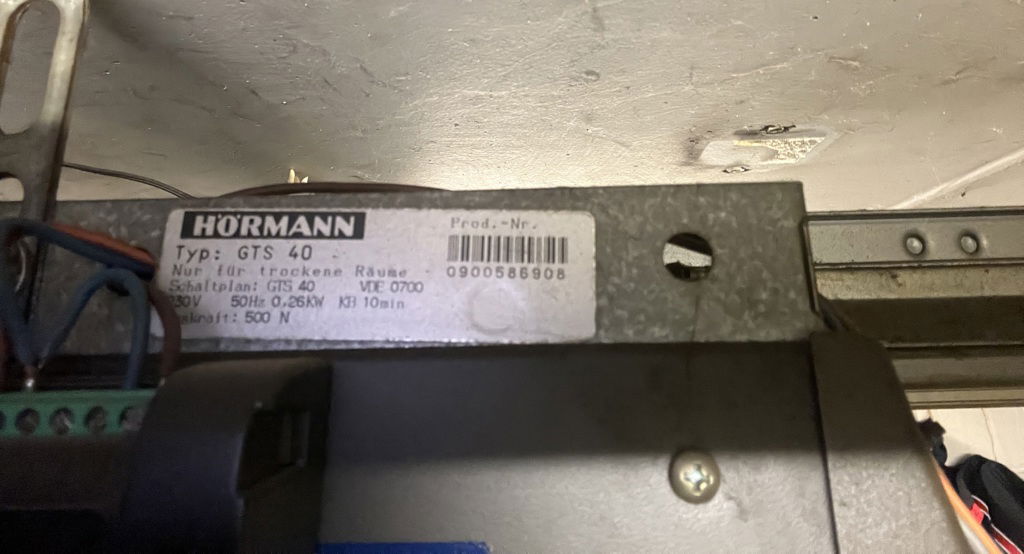 HÖRMANN
Prod.-Nr.
Typ: GTS 40
0900586908
Nur für trockene Räume
Schaltplan: GTS 40 VDE 0700
230V 50Hz 0,26KW KB 10min
500 N